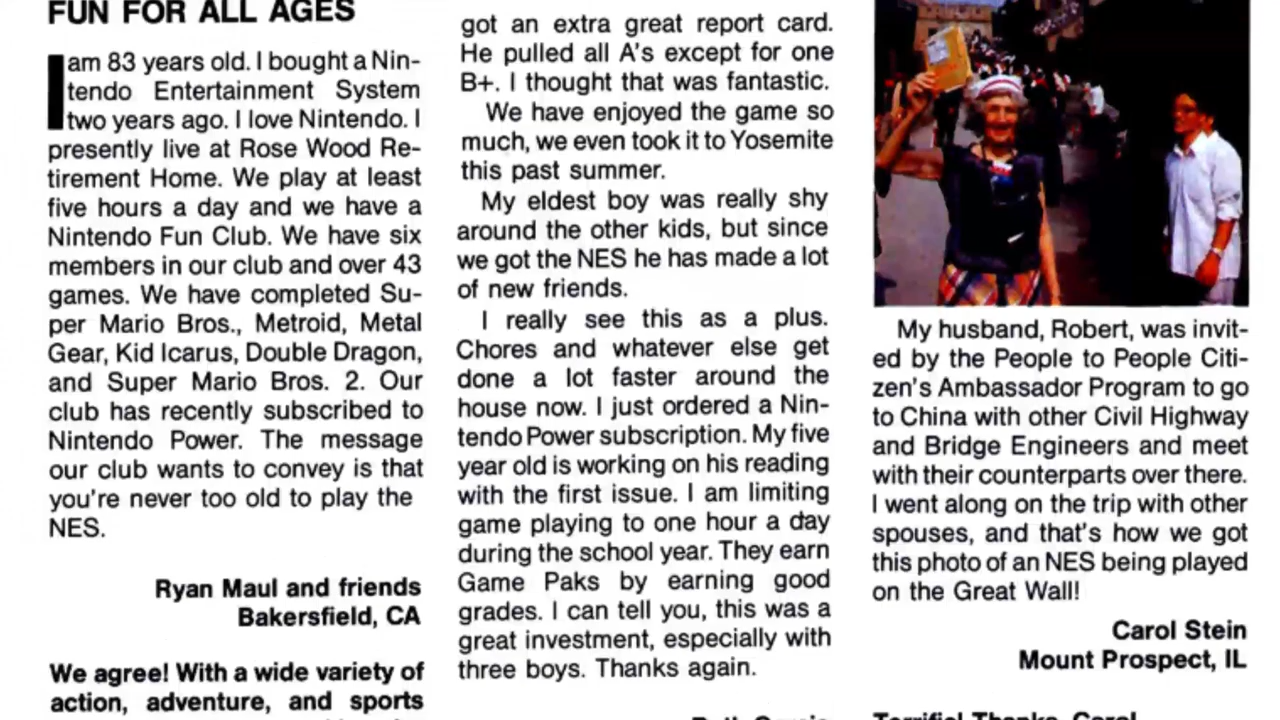 FUN FOR ALL AGES
I am 83 years old. I bought a Nin-
tendo Entertainment System
two years ago. I love Nintendo. I
presently live at Rose Wood Re-
tirement Home. We play at least
five hours a day and we have a
Nintendo Fun Club. We have six
members in our club and over 43
games. We have completed Su-
per Mario Bros., Metroid, Metal
Gear, Kid Icarus, Double Dragon,
and Super Mario Bros. 2. Our
club has recently subscribed to
Nintendo Power. The message
our club wants to convey is that
you're never too old to play the
NES.
Ryan Maul and friends
Bakersfield, CA
We agree! With a wide variety of
action, adventure, and sports
got an extra great report card.
He pulled all A's except for one
B+. I thought that was fantastic.
We have enjoyed the game so
much, we even took it to Yosemite
this past summer.
My eldest boy was really shy
around the other kids, but since
we got the NES he has made a lot
of new friends.
I really see this as a plus.
Chores and whatever else get
done a lot faster around the
house now. I just ordered a Nin-
tendo Power subscription. My five
year old is working on his reading
with the first issue. I am limiting
game playing to one hour a day
during the school year. They earn
Game Paks by earning good
grades. I can tell you, this was a
great investment, especially with
three boys. Thanks again.
My husband, Robert, was invit-
ed by the People to People Citi-
zen's Ambassador Program to go
to China with other Civil Highway
and Bridge Engineers and meet
with their counterparts over there.
I went along on the trip with other
spouses, and that's how we got
this photo of an NES being played
on the Great Wall!
Carol Stein
Mount Prospect, IL
Terrific! Thanks, Carol